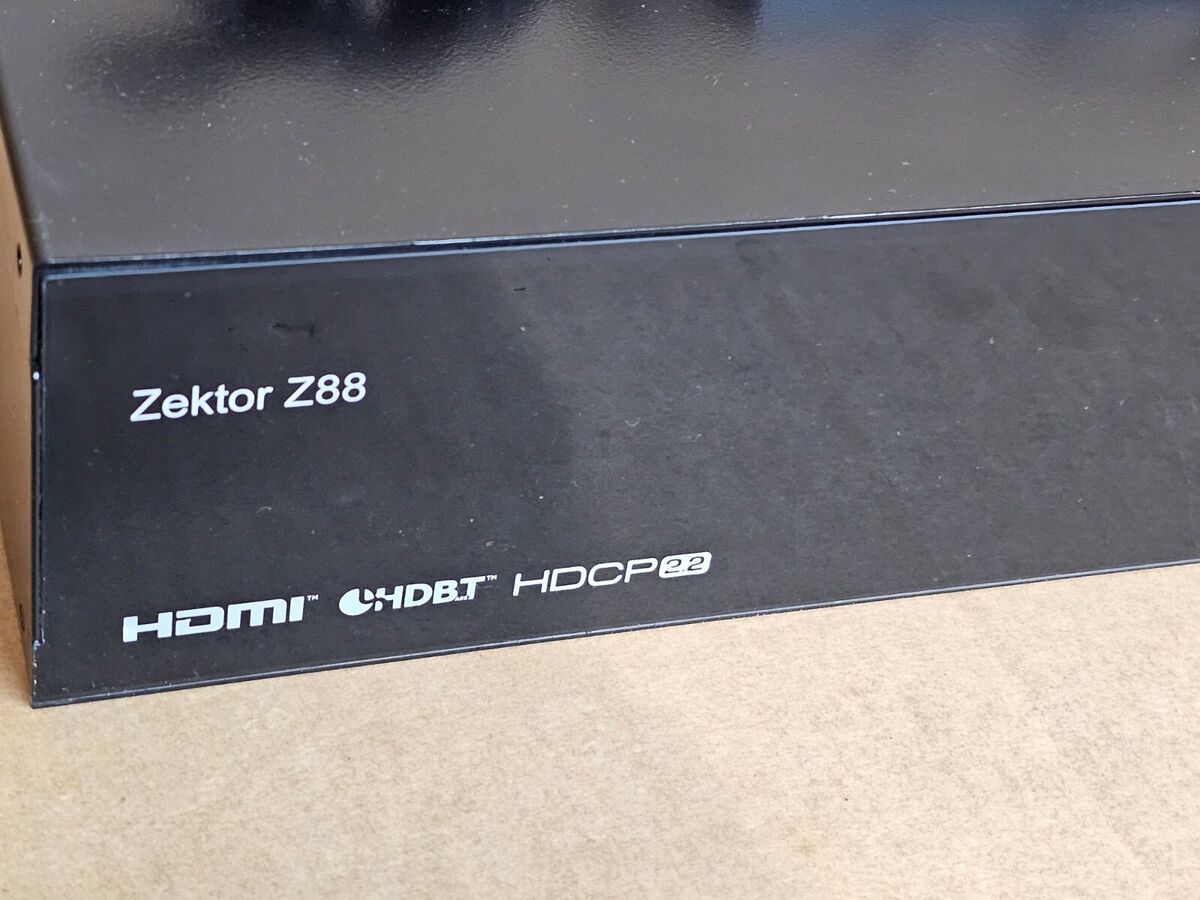 Zektor Z88
HDMI™ HDBT™ HDCP 2.2